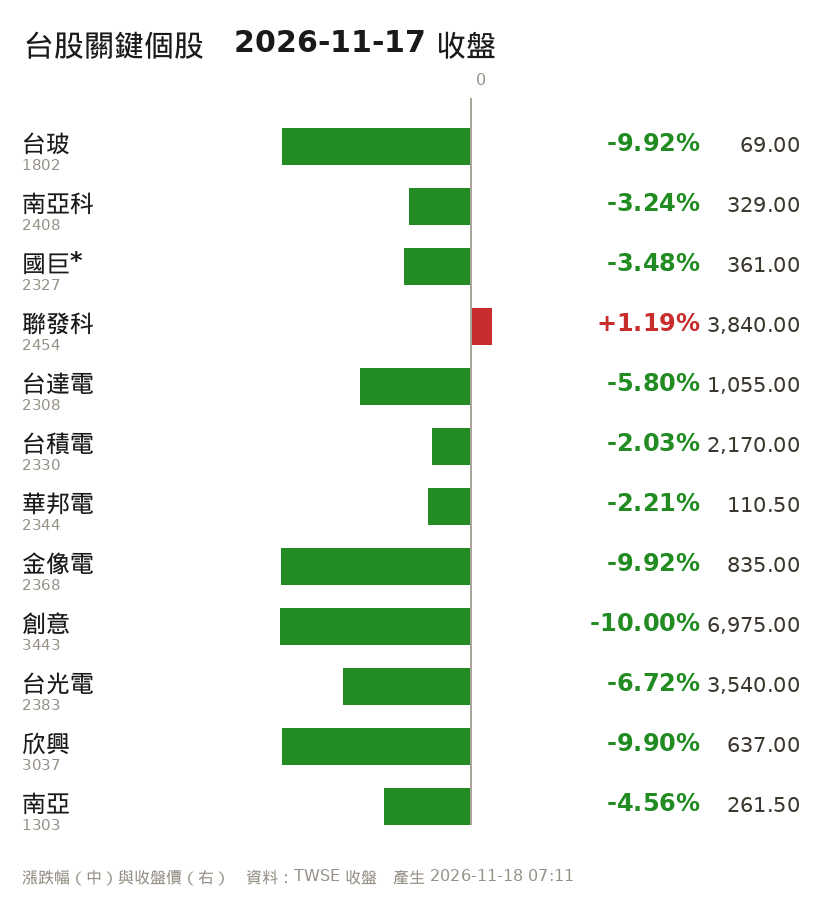 台股關鍵個股 2026-11-17 收盤
0
台玻 -9.92% 69.00
1802
南亞科 -3.24% 329.00
2408
國巨* -3.48% 361.00
2327
聯發科 +1.19% 3,840.00
2454
台達電 -5.80% 1,055.00
2308
台積電 -2.03% 2,170.00
2330
華邦電 -2.21% 110.50
2344
金像電 -9.92% 835.00
2368
創意 -10.00% 6,975.00
3443
台光電 -6.72% 3,540.00
2383
欣興 -9.90% 637.00
3037
南亞 -4.56% 261.50
1303
漲跌幅（中）與收盤價（右） 資料：TWSE 收盤 產生 2026-11-18 07:11